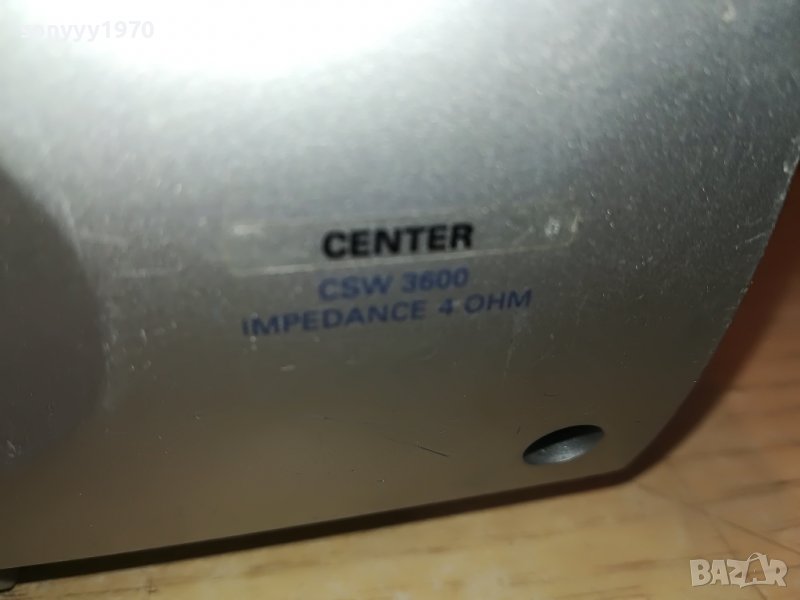 sonyyy1970
CENTER
CSW 3600
IMPEDANCE 4 OHM
BAZAR